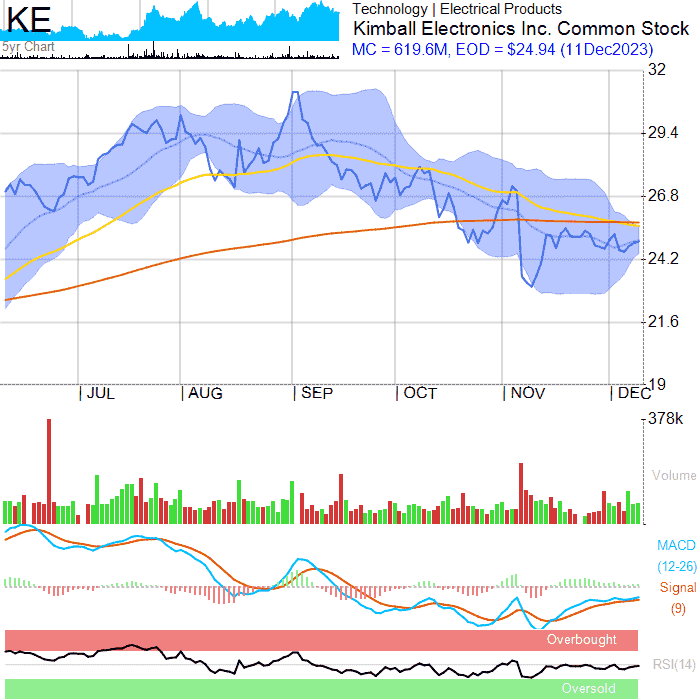 KE
5yr Chart
Technology | Electrical Products
Kimball Electronics Inc. Common Stock
MC = 619.6M, EOD = $24.94 (11Dec2023)
32
29.4
26.8
24.2
21.6
19
| JUL | AUG | SEP | OCT | NOV | DEC
378k
Volume
MACD
(12-26)
Signal
(9)
Overbought
RSI(14)
Oversold